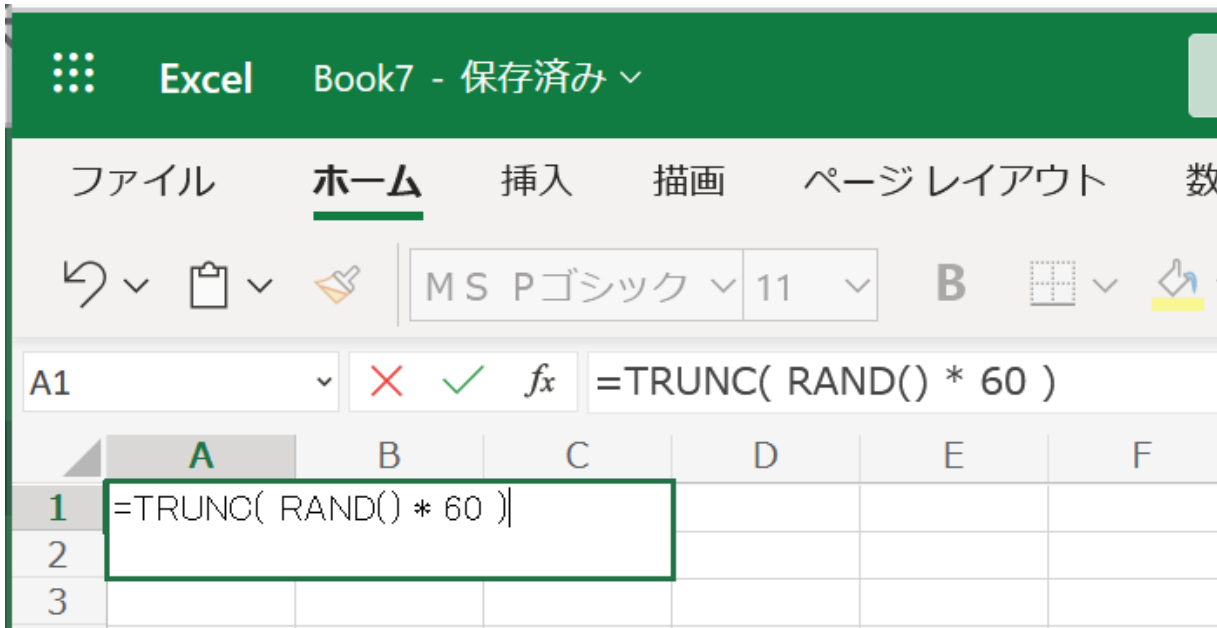 Excel Book7 - 保存済み
ファイル ホーム 挿入 描画 ページ レイアウト 数
ＭＳ Ｐゴシック 11 B
A1 fx =TRUNC( RAND() * 60 )
A B C D E F
1 =TRUNC( RAND() * 60 )
2
3